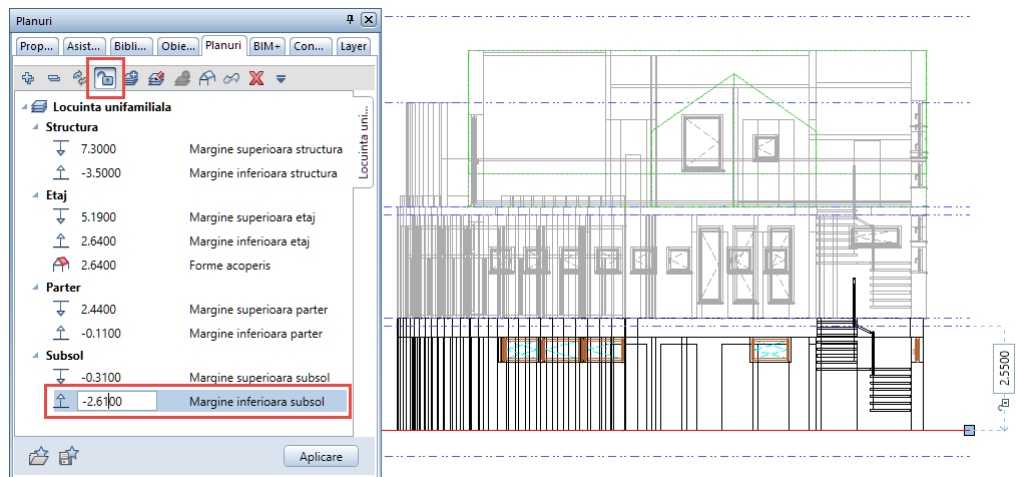 Planuri
Prop... Asist... Bibli... Obie... Planuri BIM+ Con... Layer
Locuinta unifamiliala
Locuinta uni...
Structura
7.3000 Margine superioara structura
-3.5000 Margine inferioara structura
Etaj
5.1900 Margine superioara etaj
2.6400 Margine inferioara etaj
2.6400 Forme acoperis
Parter
2.4400 Margine superioara parter
-0.1100 Margine inferioara parter
Subsol
-0.3100 Margine superioara subsol
-2.6100 Margine inferioara subsol
Aplicare
2.5500